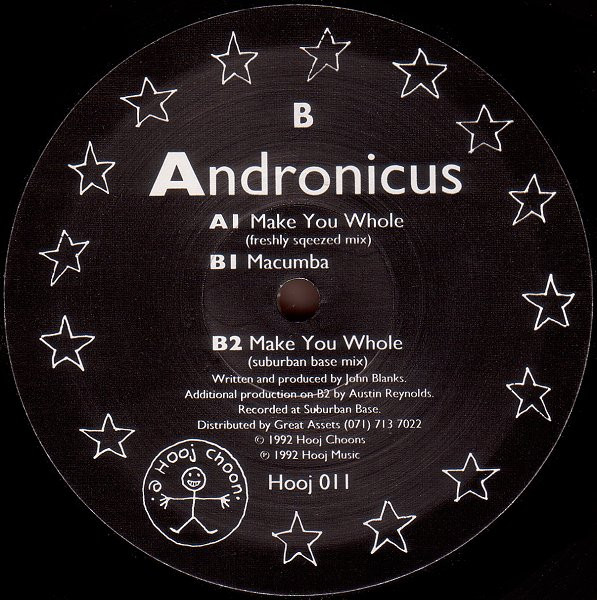 B
Andronicus
A1 Make You Whole
(freshly sqeezed mix)
B1 Macumba
B2 Make You Whole
(suburban base mix)
Written and produced by John Blanks.
Additional production on B2 by Austin Reynolds.
Recorded at Suburban Base.
Distributed by Great Assets (071) 713 7022
© 1992 Hooj Choons
℗ 1992 Hooj Music
Hooj 011
·a Hooj Choon·